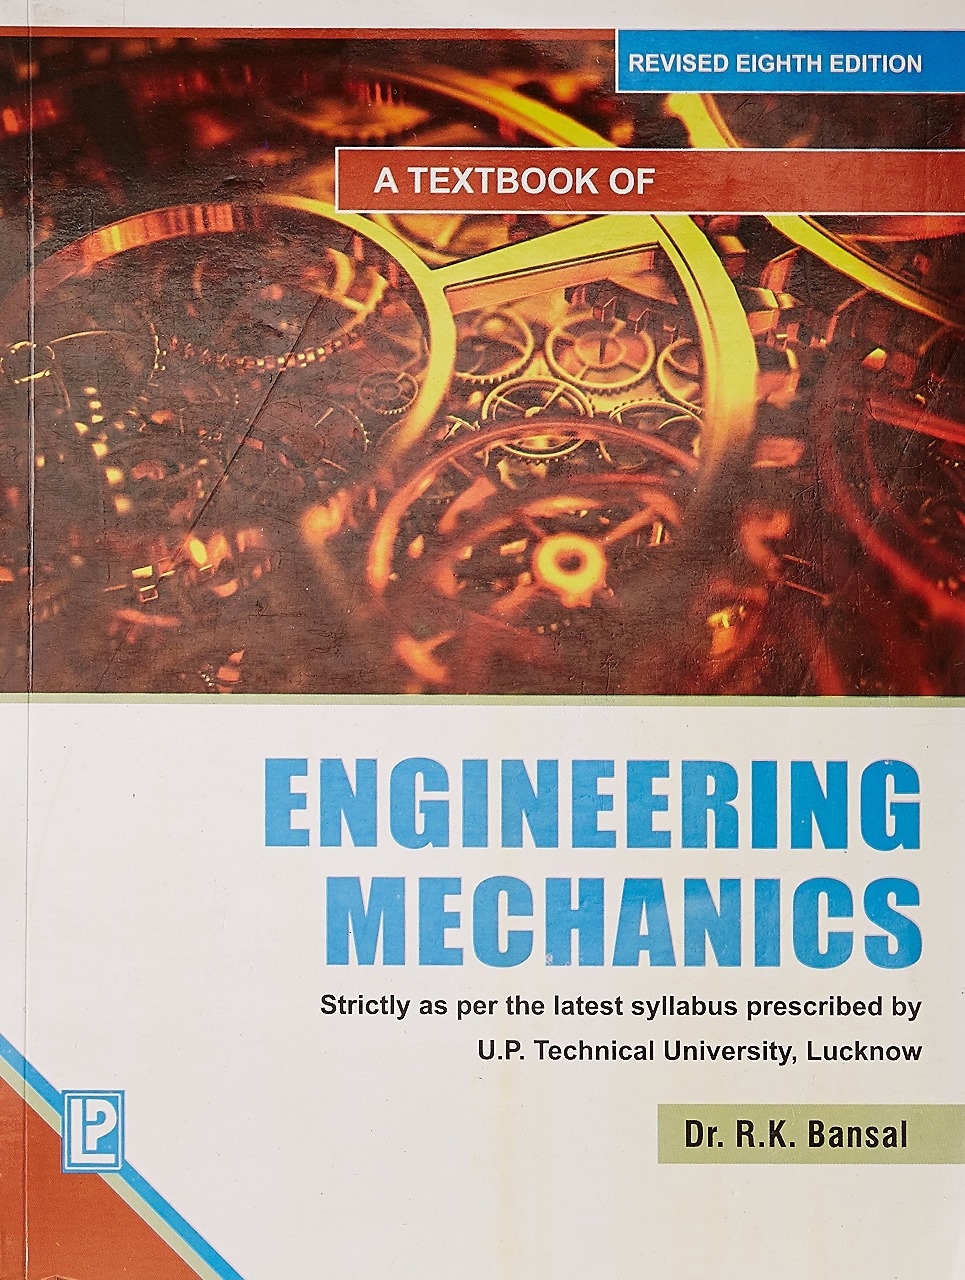 REVISED EIGHTH EDITION
A TEXTBOOK OF
ENGINEERING
MECHANICS
Strictly as per the latest syllabus prescribed by
U.P. Technical University, Lucknow
Dr. R.K. Bansal
LP